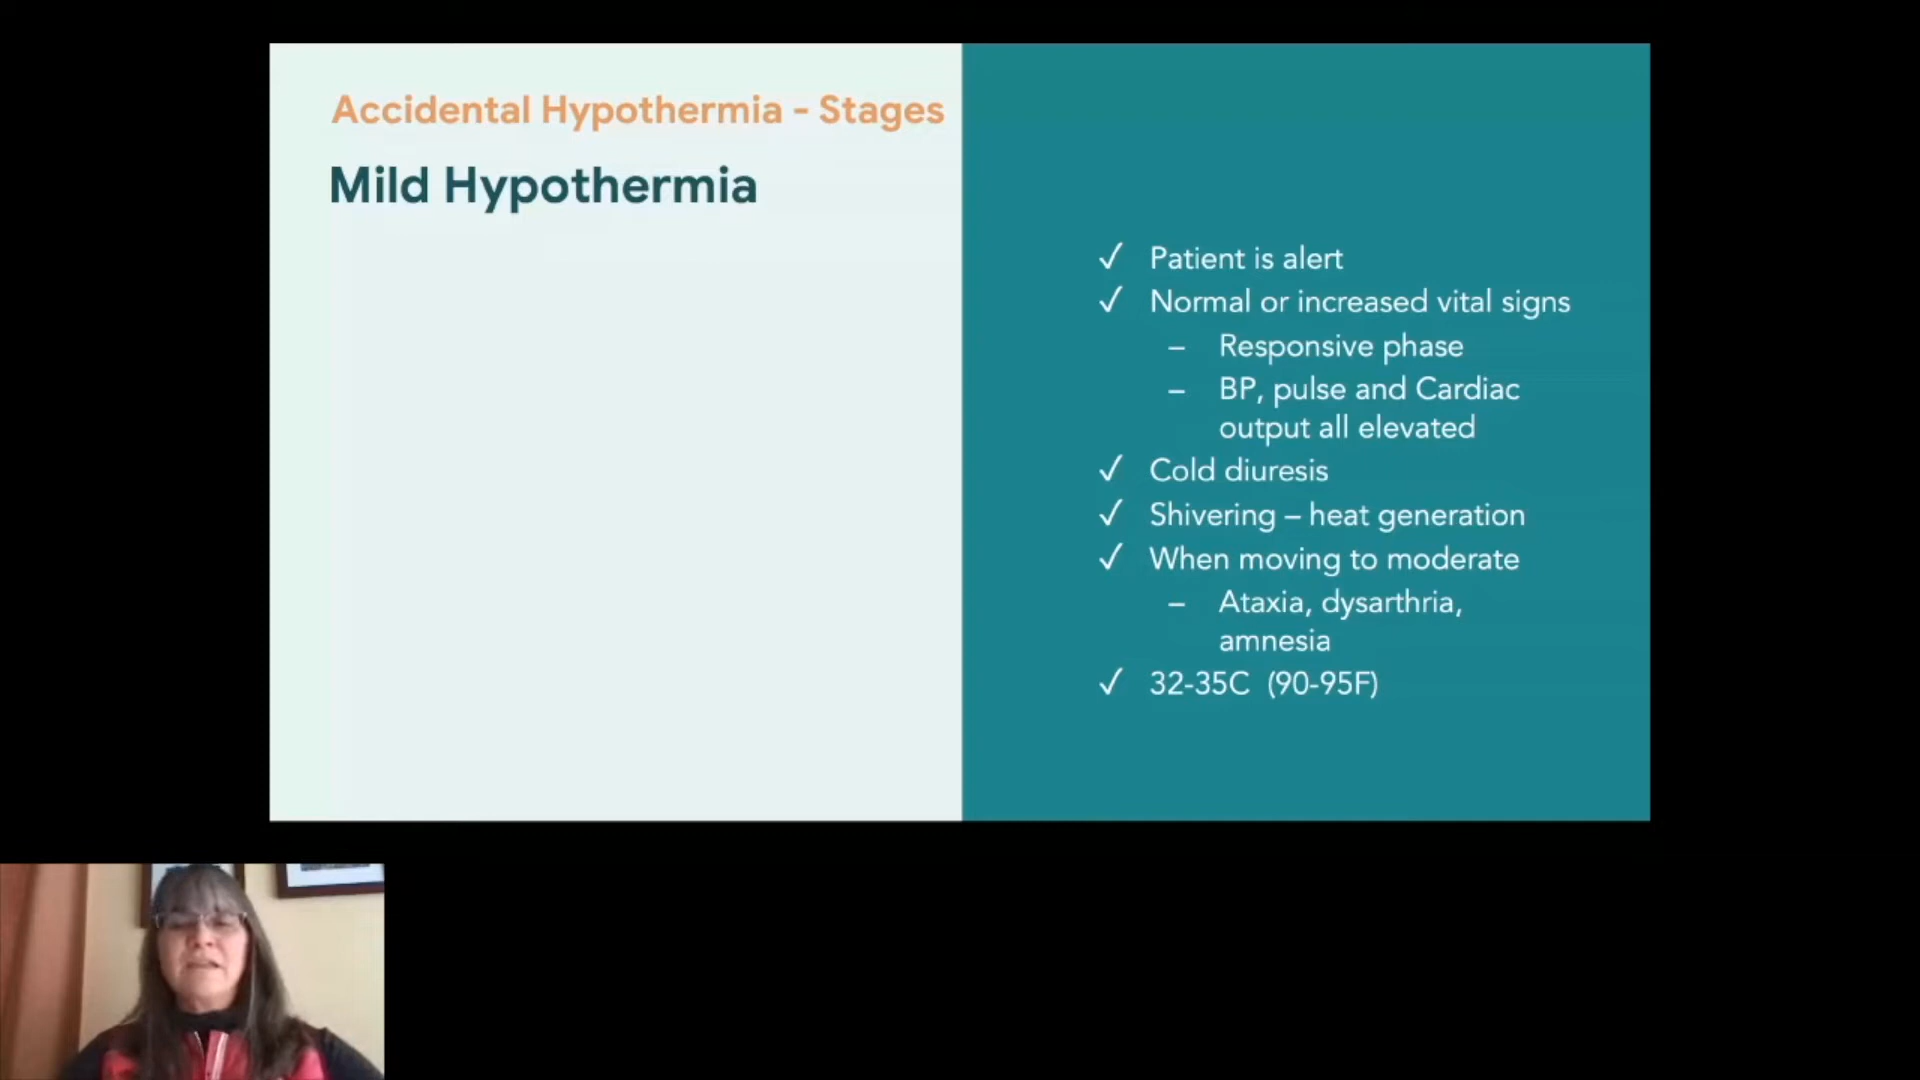 Accidental Hypothermia - Stages
Mild Hypothermia
✓ Patient is alert
✓ Normal or increased vital signs
– Responsive phase
– BP, pulse and Cardiac
output all elevated
✓ Cold diuresis
✓ Shivering – heat generation
✓ When moving to moderate
– Ataxia, dysarthria,
amnesia
✓ 32-35C (90-95F)